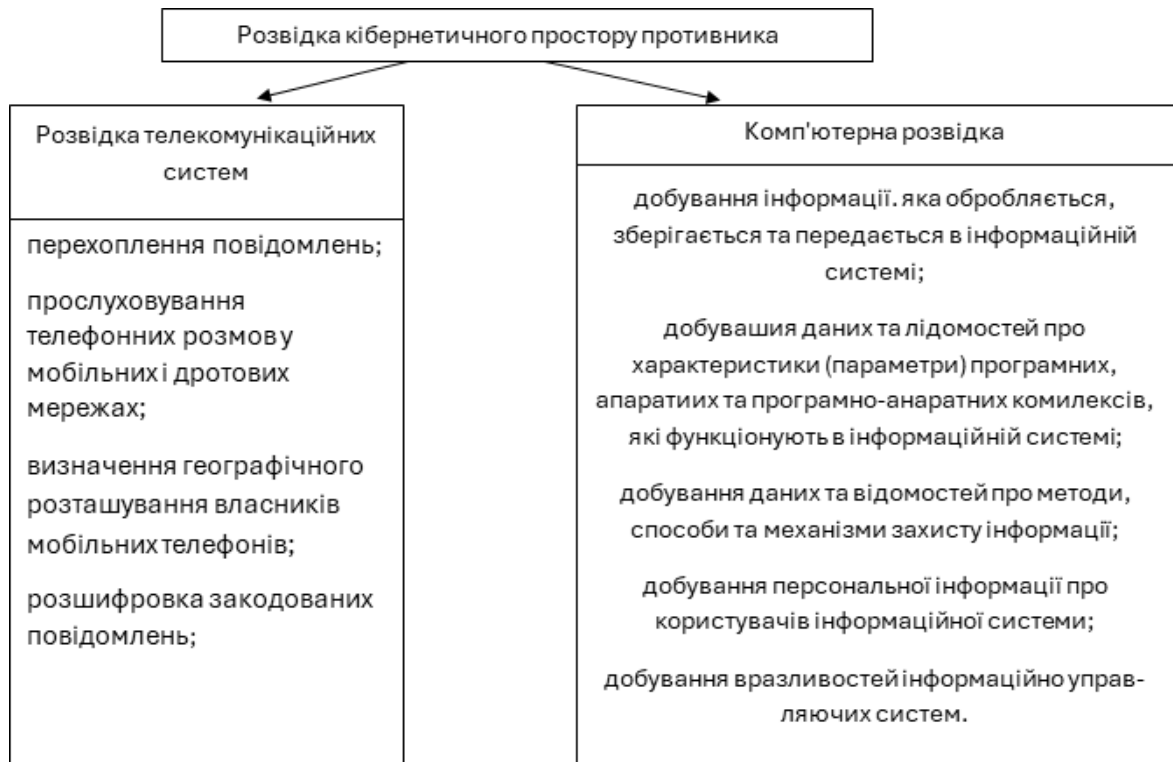 Розвідка кібернетичного простору противника
Розвідка телекомунікаційних
систем
перехоплення повідомлень;
прослуховування
телефонних розмов у
мобільних і дротових
мережах;
визначення географічного
розташування власників
мобільних телефонів;
розшифровка закодованих
повідомлень;
Комп'ютерна розвідка
добування інформації. яка обробляється,
зберігається та передається в інформаційній
системі;
добувашия даних та лідомостей про
характеристики (параметри) програмних,
апаратиих та програмно-анаратних комилексів,
які функціонують в інформаційній системі;
добування даних та відомостей про методи,
способи та механізми захисту інформації;
добування персональної інформації про
користувачів інформаційної системи;
добування вразливостей інформаційно управ-
ляючих систем.